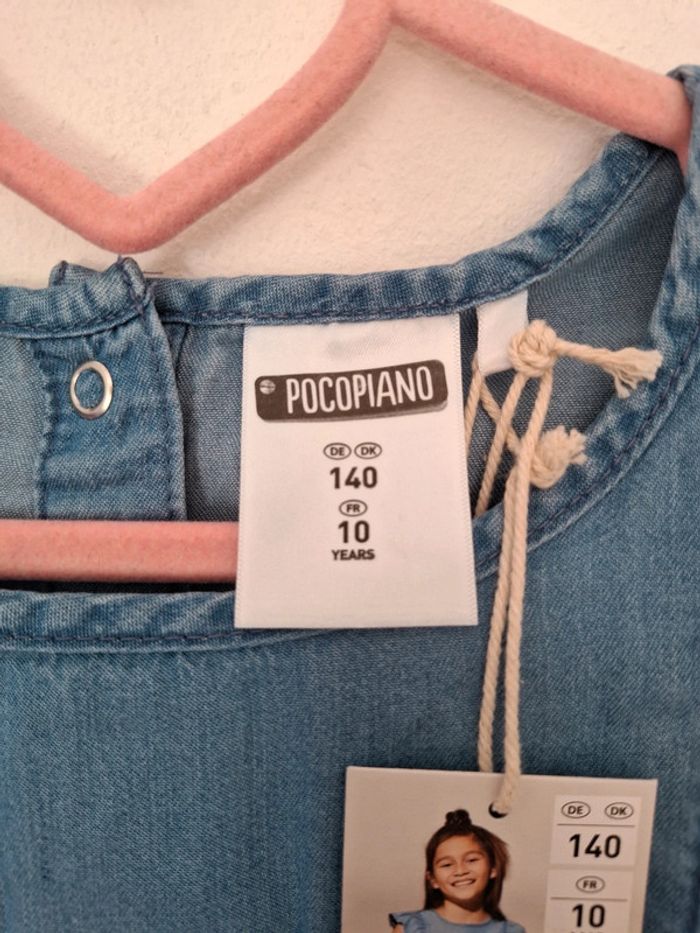 POCOPIANO
DE DK
140
FR
10
YEARS
DE DK
140
FR
10